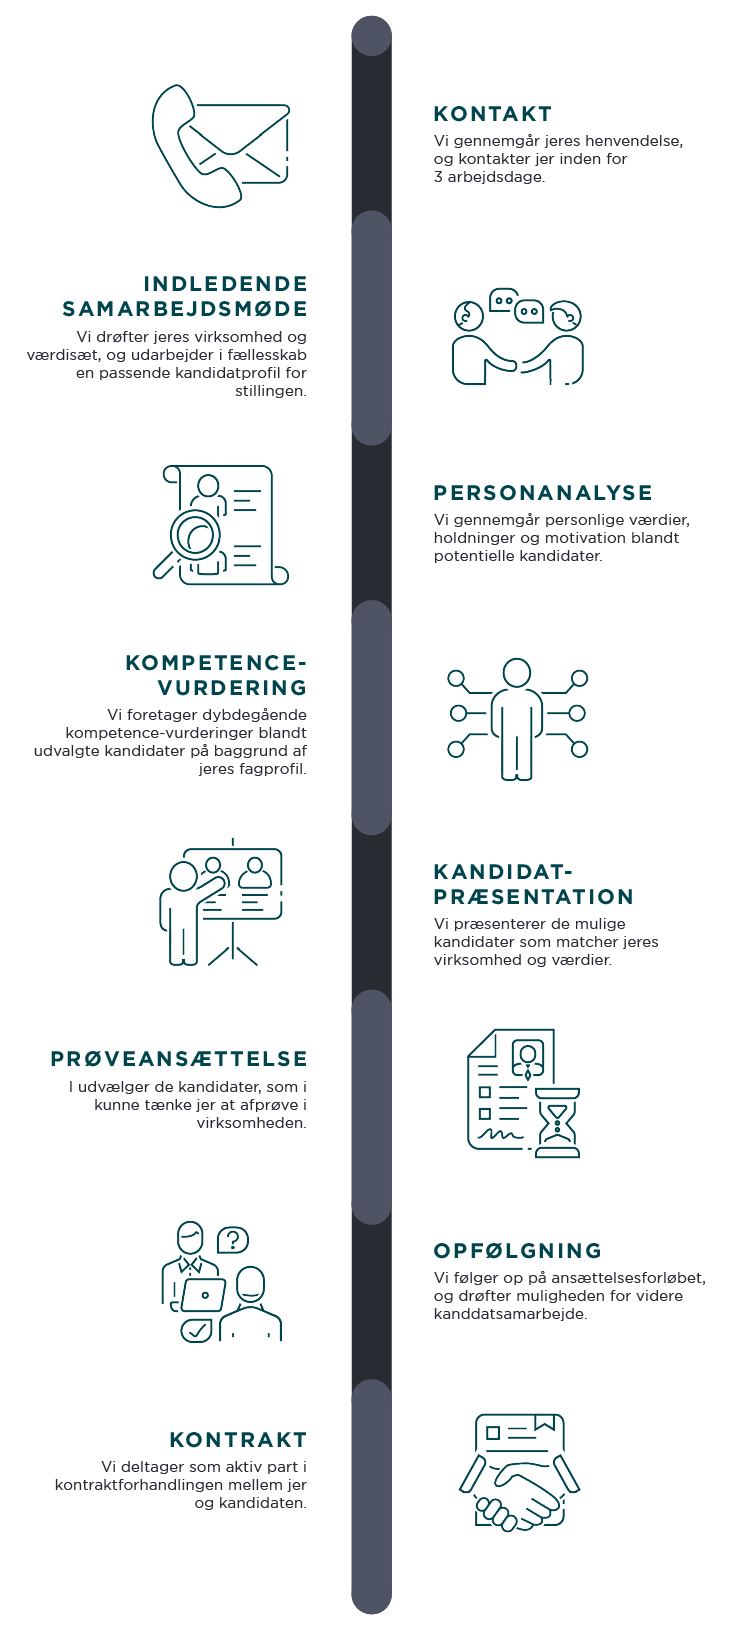 KONTAKT
Vi gennemgår jeres henvendelse,
og kontakter jer inden for
3 arbejdsdage.
INDLEDENDE
SAMARBEJDSMØDE
Vi drøfter jeres virksomhed og
værdisæt, og udarbejder i fællesskab
en passende kandidatprofil for
stillingen.
PERSONANALYSE
Vi gennemgår personlige værdier,
holdninger og motivation blandt
potentielle kandidater.
KOMPETENCE-
VURDERING
Vi foretager dybdegående
kompetence-vurderinger blandt
udvalgte kandidater på baggrund af
jeres fagprofil.
KANDIDAT-
PRÆSENTATION
Vi præsenterer de mulige
kandidater som matcher jeres
virksomhed og værdier.
PRØVEANSÆTTELSE
I udvælger de kandidater, som i
kunne tænke jer at afprøve i
virksomheden.
?
OPFØLGNING
Vi følger op på ansættelsesforløbet,
og drøfter muligheden for videre
kanddatsamarbejde.
KONTRAKT
Vi deltager som aktiv part i
kontraktforhandlingen mellem jer
og kandidaten.